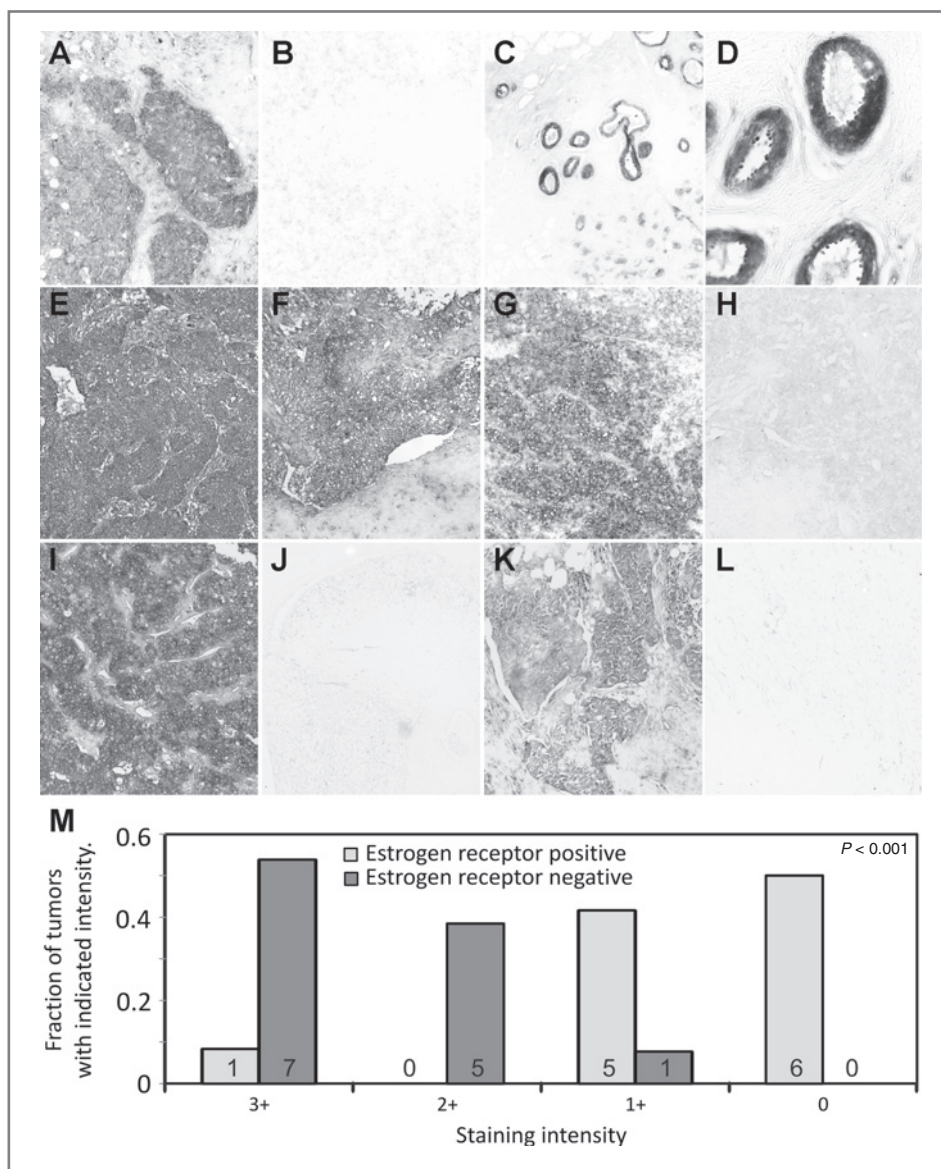 A B C D
E F G H
I J K L
M
0.6
0.4
0.2
0
Fraction of tumors
with indicated intensity.
Estrogen receptor positive
Estrogen receptor negative
P < 0.001
1 7 0 5 5 1 6 0
3+ 2+ 1+ 0
Staining intensity